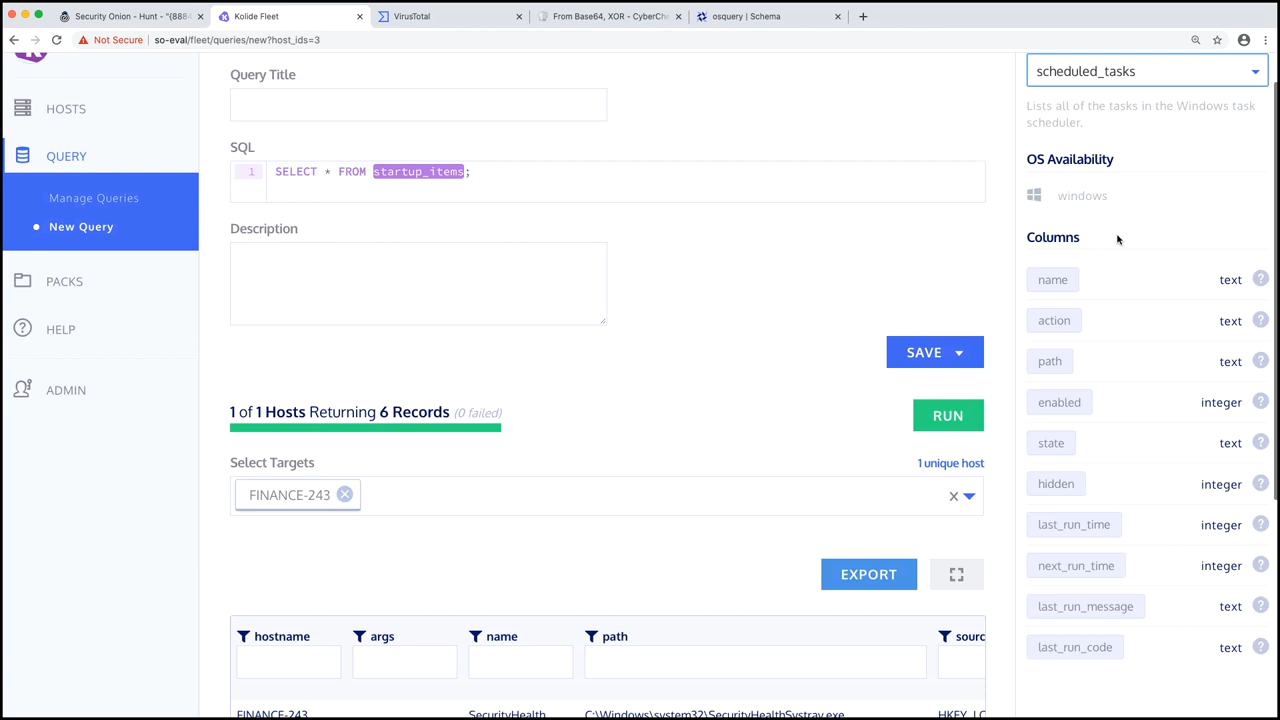 Security Onion - Hunt - "{8884
Kolide Fleet
VirusTotal
From Base64, XOR - CyberChe
osquery | Schema
Not Secure
so-eval/fleet/queries/new?host_ids=3
HOSTS
QUERY
Manage Queries
New Query
PACKS
HELP
ADMIN
Query Title
SQL
1
SELECT * FROM startup_items;
Description
SAVE
1 of 1 Hosts Returning 6 Records (0 failed)
RUN
Select Targets
1 unique host
FINANCE-243
EXPORT
hostname args name path sourc
FINANCE-243 SecurityHealth C:\Windows\system32\SecurityHealthSystray.exe HKEY_LO
scheduled_tasks
Lists all of the tasks in the Windows task
scheduler.
OS Availability
windows
Columns
name text ?
action text ?
path text ?
enabled integer ?
state text ?
hidden integer ?
last_run_time integer ?
next_run_time integer ?
last_run_message text ?
last_run_code text ?